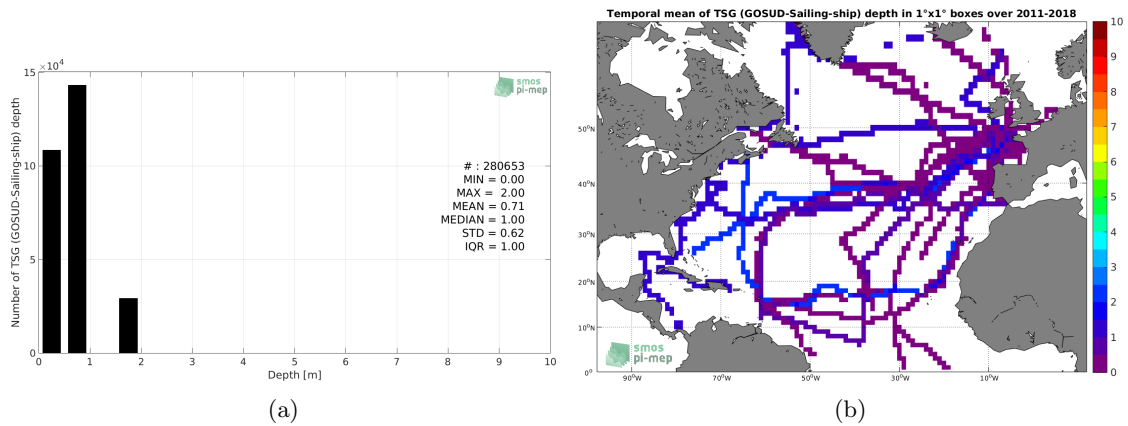 15 ×10⁴
smos
pi-mep
10
5
0
# : 280653
MIN = 0.00
MAX = 2.00
MEAN = 0.71
MEDIAN = 1.00
STD = 0.62
IQR = 1.00
Number of TSG (GOSUD-Sailing-ship) depth
0 1 2 3 4 5 6 7 8 9 10
Depth [m]
(a)
Temporal mean of TSG (GOSUD-Sailing-ship) depth in 1°x1° boxes over 2011-2018
50°N
40°N
30°N
20°N
10°N
0°
90°W 70°W 50°W 30°W 10°W
smos
pi-mep
10
9
8
7
6
5
4
3
2
1
0
(b)